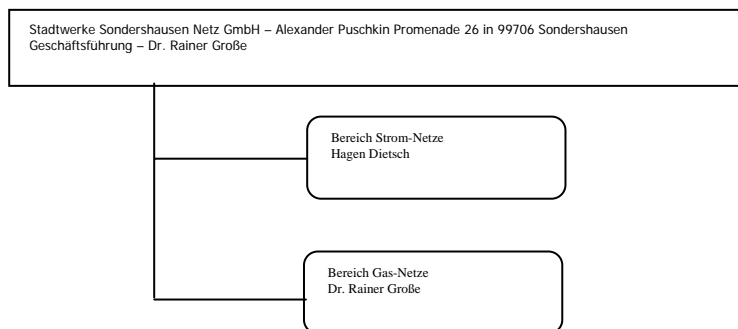 Stadtwerke Sondershausen Netz GmbH – Alexander Puschkin Promenade 26 in 99706 Sondershausen
Geschäftsführung – Dr. Rainer Große
Bereich Strom-Netze
Hagen Dietsch
Bereich Gas-Netze
Dr. Rainer Große